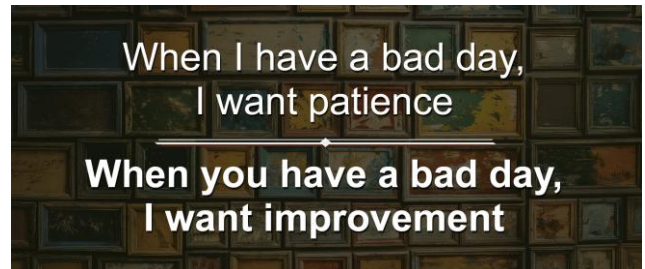 When I have a bad day,
I want patience
When you have a bad day,
I want improvement